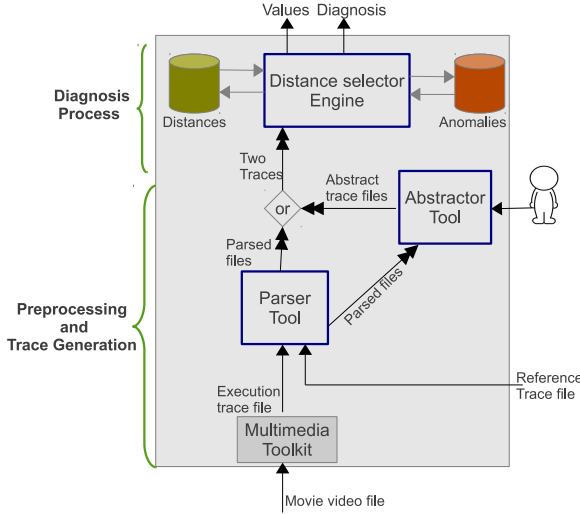 Values
Diagnosis
Diagnosis
Process
Distance selector
Engine
Distances
Anomalies
Two
Traces
Abstract
trace files
Abstractor
Tool
or
Parsed
files
Parsed files
Parser
Tool
Preprocessing
and
Trace Generation
Execution
trace file
Reference
Trace file
Multimedia
Toolkit
Movie video file